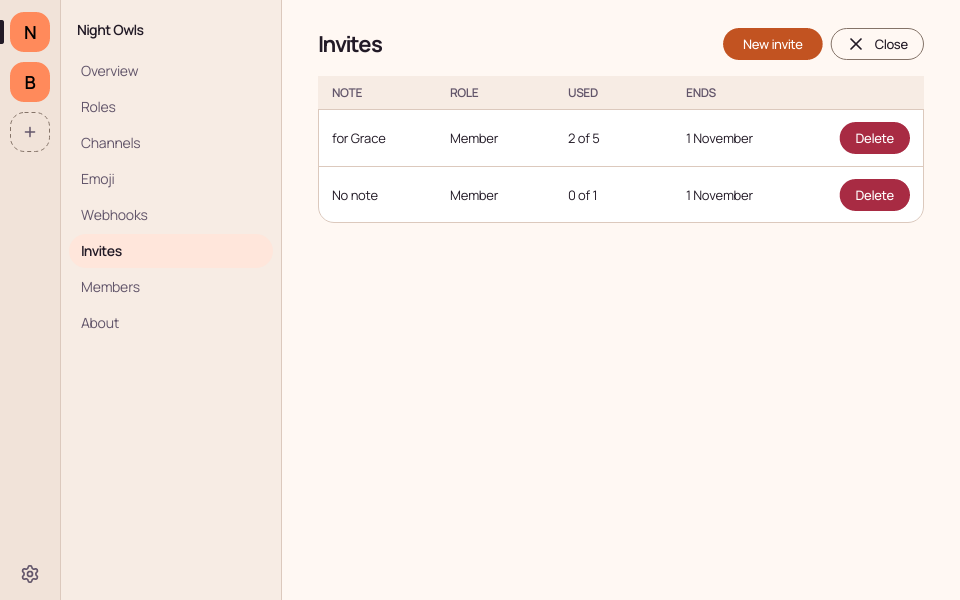 N
B
Night Owls
Overview
Roles
Channels
Emoji
Webhooks
Invites
Members
About
Invites
New invite
Close
NOTE ROLE USED ENDS
for Grace Member 2 of 5 1 November Delete
No note Member 0 of 1 1 November Delete